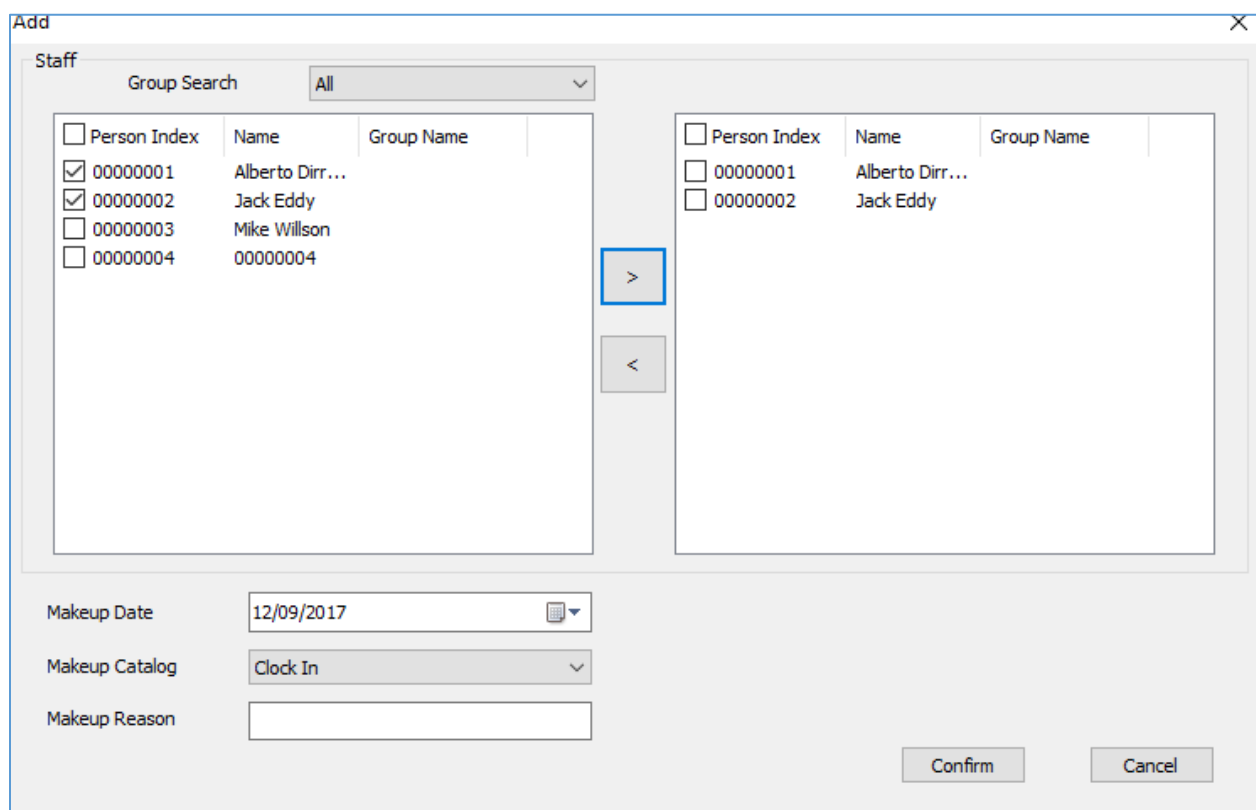 Add
Staff
Group Search All
Person Index Name Group Name
00000001 Alberto Dirr...
00000002 Jack Eddy
00000003 Mike Willson
00000004 00000004
>
<
Person Index Name Group Name
00000001 Alberto Dirr...
00000002 Jack Eddy
Makeup Date 12/09/2017
Makeup Catalog Clock In
Makeup Reason
Confirm Cancel